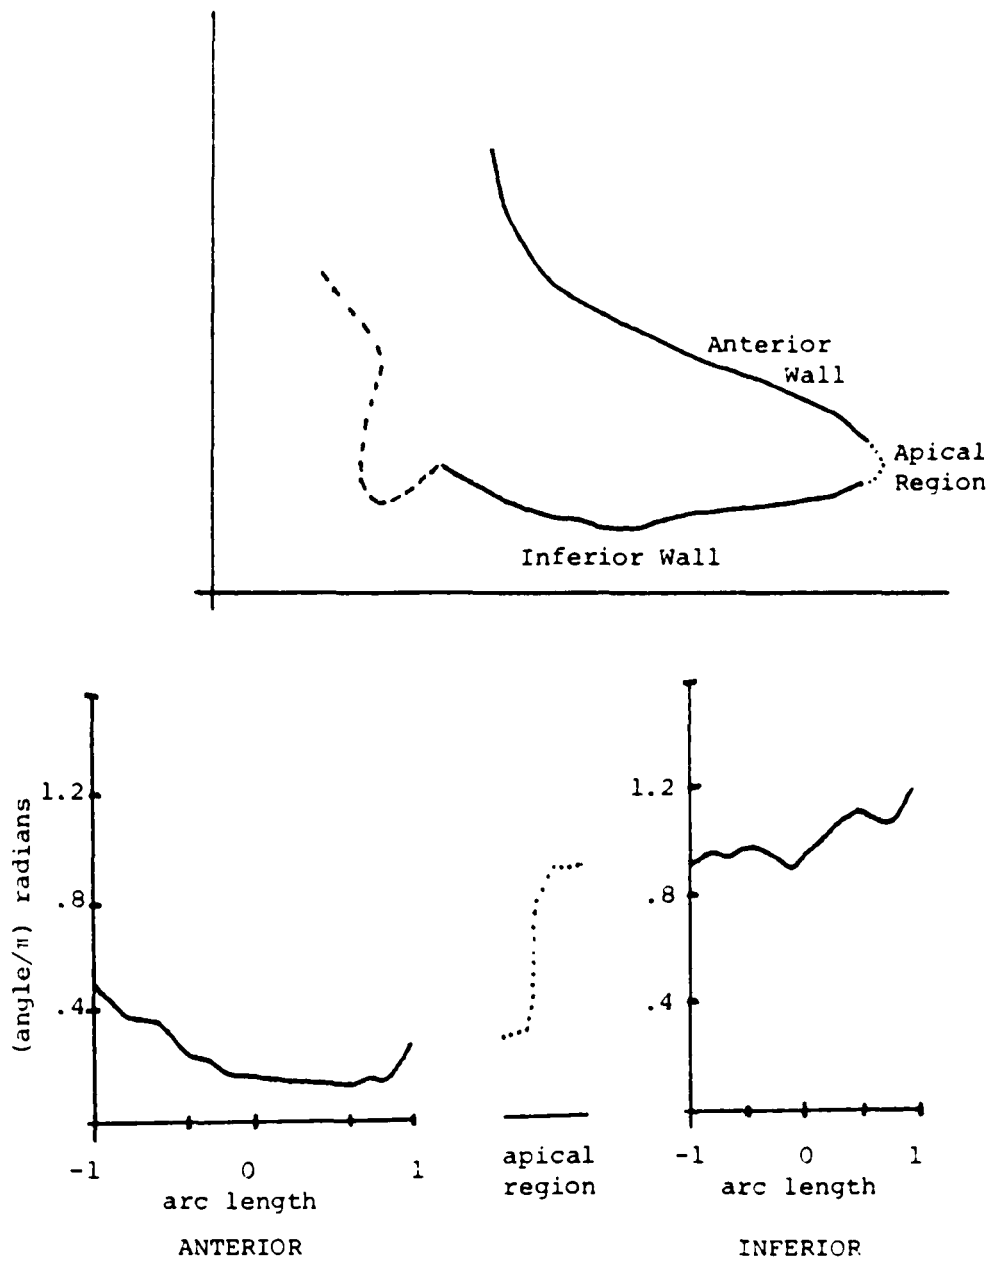 Anterior
Wall
Apical
Region
Inferior Wall
(angle/π) radians
1.2
.8
.4
-1 0 1
arc length
ANTERIOR
apical
region
1.2
.8
.4
-1 0 1
arc length
INFERIOR